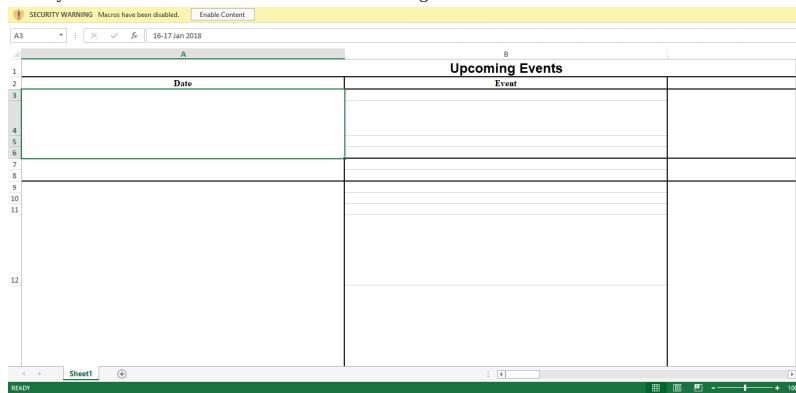 SECURITY WARNING Macros have been disabled. Enable Content
A3 fx 16-17 Jan 2018
A B
1 Upcoming Events
2 Date Event
3
4
5
6
7
8
9
10
11
12
Sheet1
READY 100